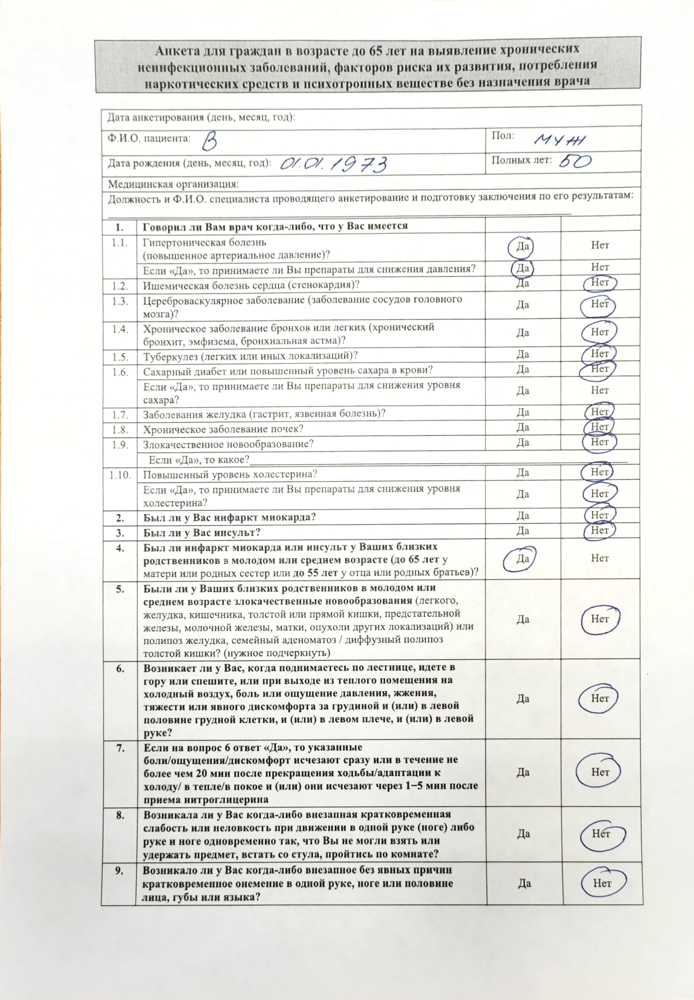 Анкета для граждан в возрасте до 65 лет на выявление хронических
неинфекционных заболеваний, факторов риска их развития, потребления
наркотических средств и психотропных веществе без назначения врача
Дата анкетирования (день, месяц, год):
Ф.И.О. пациента: В
Пол: муж
Дата рождения (день, месяц, год): 01.01.1973
Полных лет: 50
Медицинская организация:
Должность и Ф.И.О. специалиста проводящего анкетирование и подготовку заключения по его результатам:
1. Говорил ли Вам врач когда-либо, что у Вас имеется
1.1. Гипертоническая болезнь
(повышенное артериальное давление)? Да Нет
Если «Да», то принимаете ли Вы препараты для снижения давления? Да Нет
1.2. Ишемическая болезнь сердца (стенокардия)? Да Нет
1.3. Цереброваскулярное заболевание (заболевание сосудов головного
мозга)? Да Нет
1.4. Хроническое заболевание бронхов или легких (хронический
бронхит, эмфизема, бронхиальная астма)? Да Нет
1.5. Туберкулез (легких или иных локализаций)? Да Нет
1.6. Сахарный диабет или повышенный уровень сахара в крови? Да Нет
Если «Да», то принимаете ли Вы препараты для снижения уровня
сахара? Да Нет
1.7. Заболевания желудка (гастрит, язвенная болезнь)? Да Нет
1.8. Хроническое заболевание почек? Да Нет
1.9. Злокачественное новообразование? Да Нет
Если «Да», то какое?
1.10. Повышенный уровень холестерина? Да Нет
Если «Да», то принимаете ли Вы препараты для снижения уровня
холестерина? Да Нет
2. Был ли у Вас инфаркт миокарда? Да Нет
3. Был ли у Вас инсульт? Да Нет
4. Был ли инфаркт миокарда или инсульт у Ваших близких
родственников в молодом или среднем возрасте (до 65 лет у
матери или родных сестер или до 55 лет у отца или родных братьев)? Да Нет
5. Были ли у Ваших близких родственников в молодом или
среднем возрасте злокачественные новообразования (легкого,
желудка, кишечника, толстой или прямой кишки, предстательной
железы, молочной железы, матки, опухоли других локализаций) или
полипоз желудка, семейный аденоматоз / диффузный полипоз
толстой кишки? (нужное подчеркнуть) Да Нет
6. Возникает ли у Вас, когда поднимаетесь по лестнице, идете в
гору или спешите, или при выходе из теплого помещения на
холодный воздух, боль или ощущение давления, жжения,
тяжести или явного дискомфорта за грудиной и (или) в левой
половине грудной клетки, и (или) в левом плече, и (или) в левой
руке? Да Нет
7. Если на вопрос 6 ответ «Да», то указанные
боли/ощущения/дискомфорт исчезают сразу или в течение не
более чем 20 мин после прекращения ходьбы/адаптации к
холоду/ в тепле/в покое и (или) они исчезают через 1–5 мин после
приема нитроглицерина Да Нет
8. Возникала ли у Вас когда-либо внезапная кратковременная
слабость или неловкость при движении в одной руке (ноге) либо
руке и ноге одновременно так, что Вы не могли взять или
удержать предмет, встать со стула, пройтись по комнате? Да Нет
9. Возникало ли у Вас когда-либо внезапное без явных причин
кратковременное онемение в одной руке, ноге или половине
лица, губы или языка? Да Нет